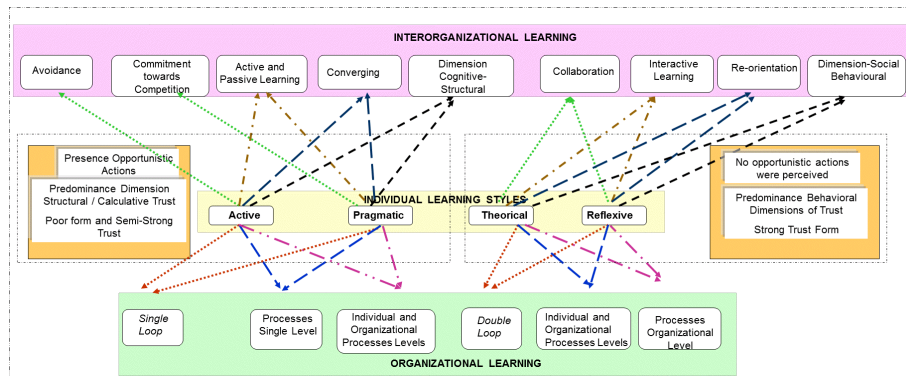 INTERORGANIZATIONAL LEARNING
Avoidance
Commitment
towards
Competition
Active and
Passive Learning
Converging
Dimension
Cognitive-
Structural
Collaboration
Interactive
Learning
Re-orientation
Dimension-Social
Behavioural
Presence Opportunistic
Actions
Predominance Dimension
Structural / Calculative Trust
Poor form and Semi-Strong
Trust
No opportunistic actions
were perceived
Predominance Behavioral
Dimensions of Trust
Strong Trust Form
INDIVIDUAL LEARNING STYLES
Active
Pragmatic
Theorical
Reflexive
Single
Loop
Processes
Single Level
Individual and
Organizational
Processes Levels
Double
Loop
Individual and
Organizational
Processes Levels
Processes
Organizational
Level
ORGANIZATIONAL LEARNING